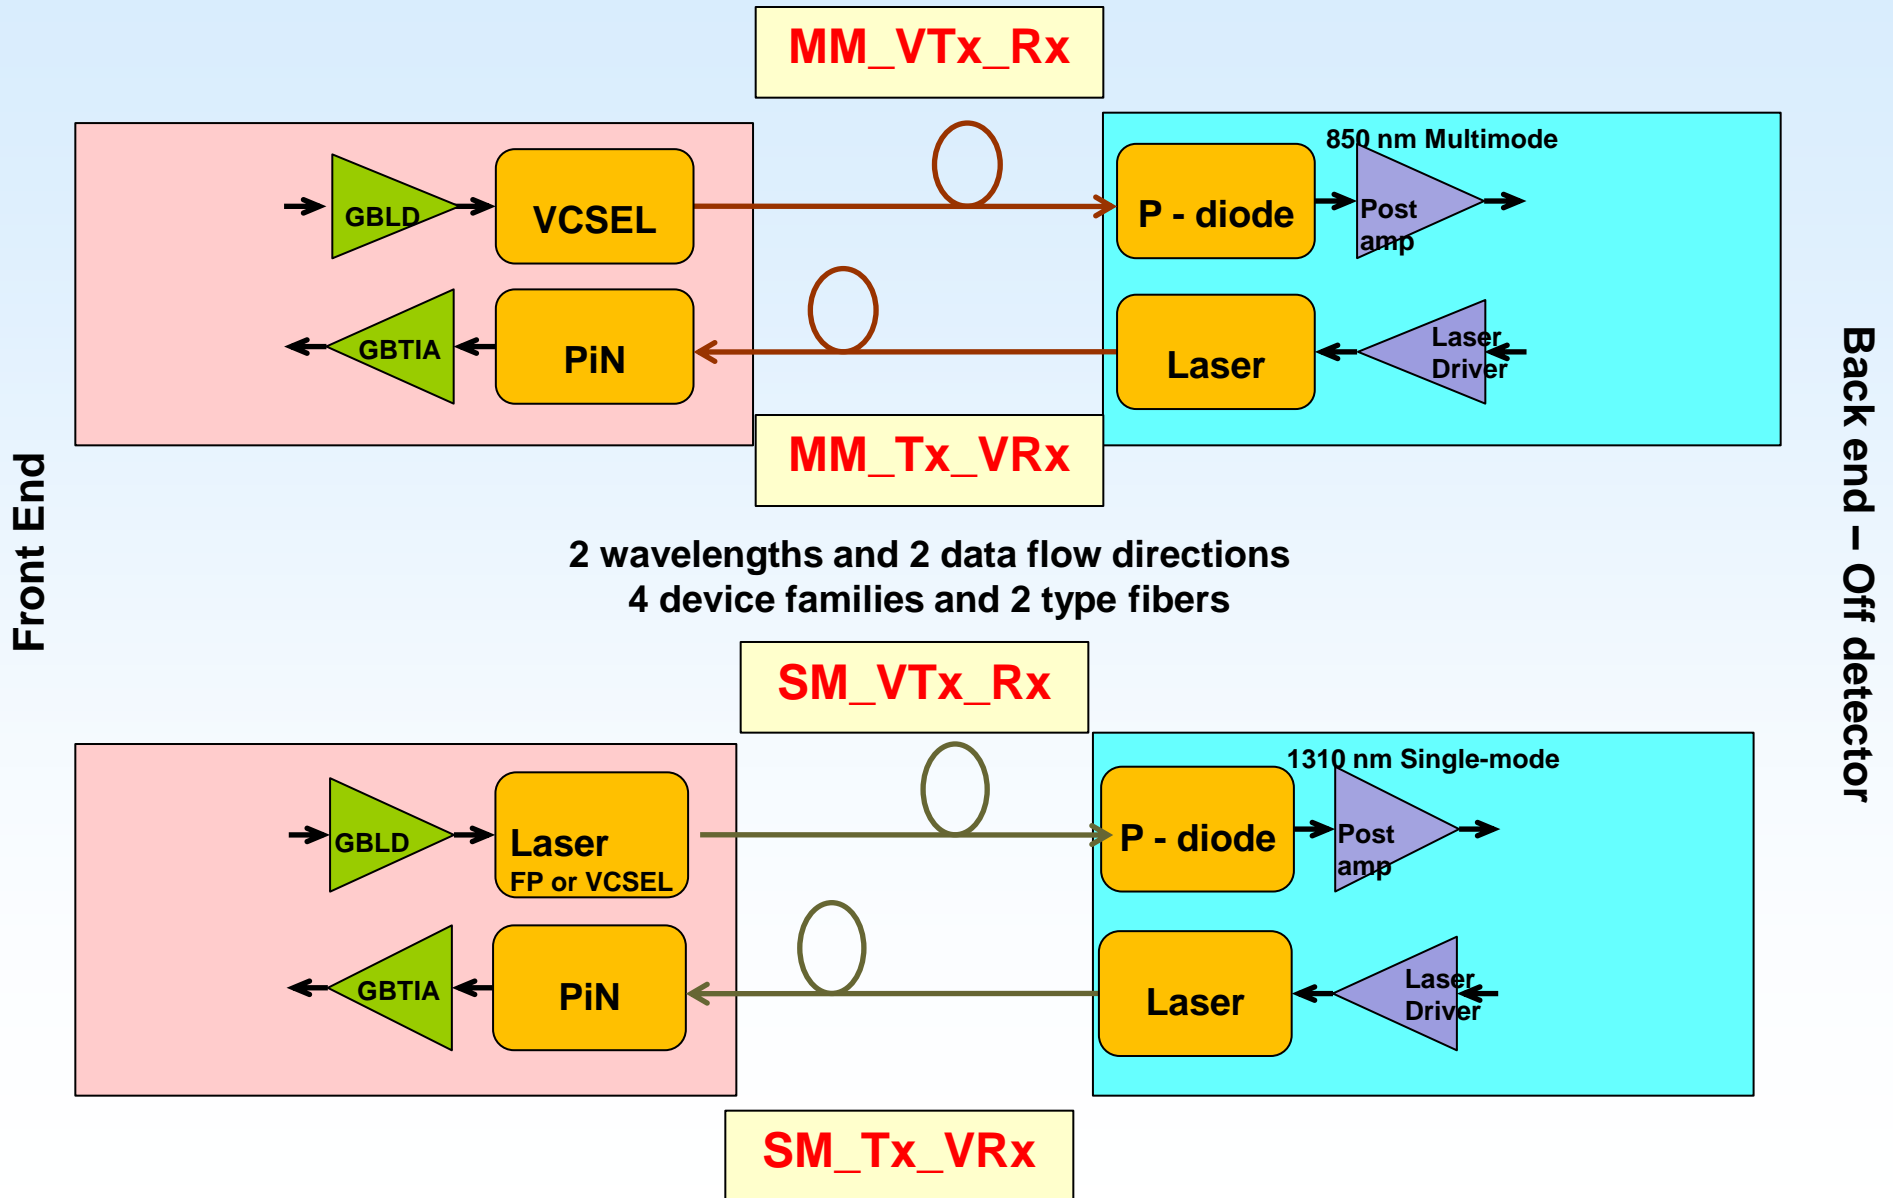 MM_VTx_Rx
850 nm Multimode
GBLD
VCSEL
P - diode
Post
amp
GBTIA
PiN
Laser
Laser
Driver
MM_Tx_VRx
Front End
Back end – Off detector
2 wavelengths and 2 data flow directions
4 device families and 2 type fibers
SM_VTx_Rx
1310 nm Single-mode
GBLD
Laser
FP or VCSEL
P - diode
Post
amp
GBTIA
PiN
Laser
Laser
Driver
SM_Tx_VRx